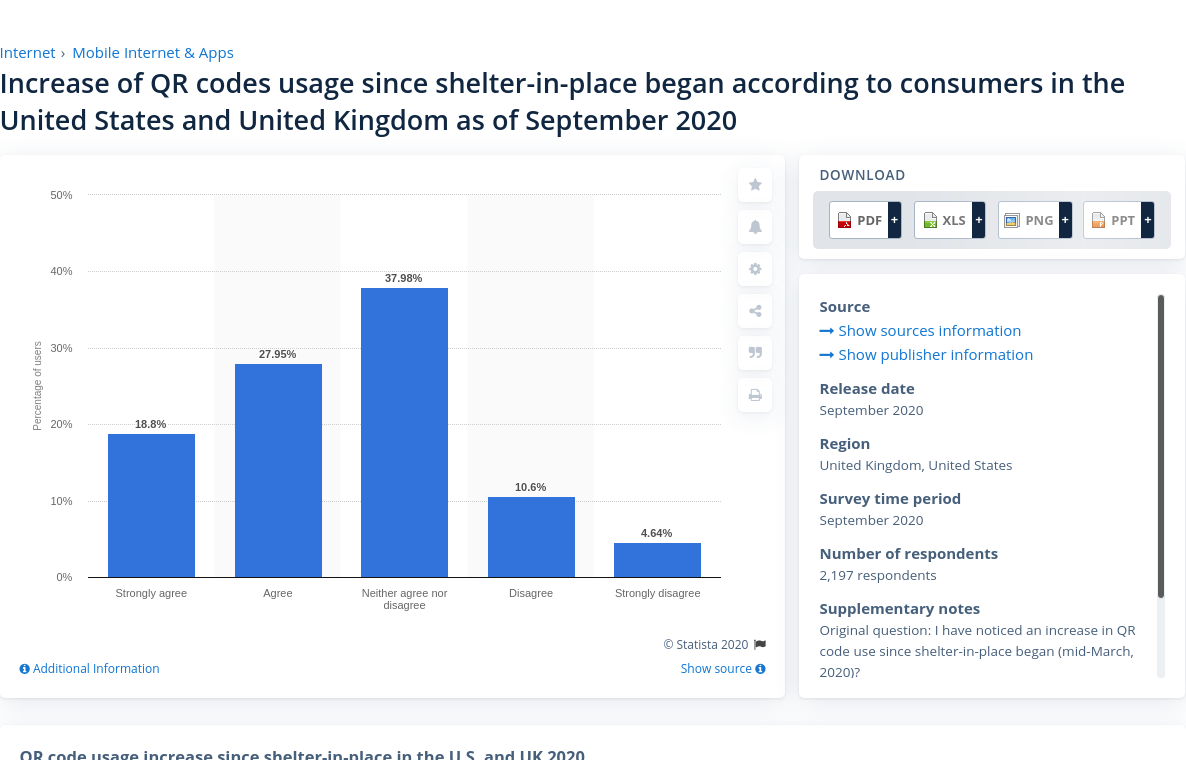 Internet › Mobile Internet & Apps
Increase of QR codes usage since shelter-in-place began according to consumers in the
United States and United Kingdom as of September 2020
50%
40%
30%
20%
10%
0%
Percentage of users
18.8%
27.95%
37.98%
10.6%
4.64%
Strongly agree
Agree
Neither agree nor
disagree
Disagree
Strongly disagree
© Statista 2020
Additional Information
Show source
DOWNLOAD
PDF +
XLS +
PNG +
PPT +
Source
Show sources information
Show publisher information
Release date
September 2020
Region
United Kingdom, United States
Survey time period
September 2020
Number of respondents
2,197 respondents
Supplementary notes
Original question: I have noticed an increase in QR
code use since shelter-in-place began (mid-March,
2020)?
QR code usage increase since shelter-in-place in the U.S. and UK 2020